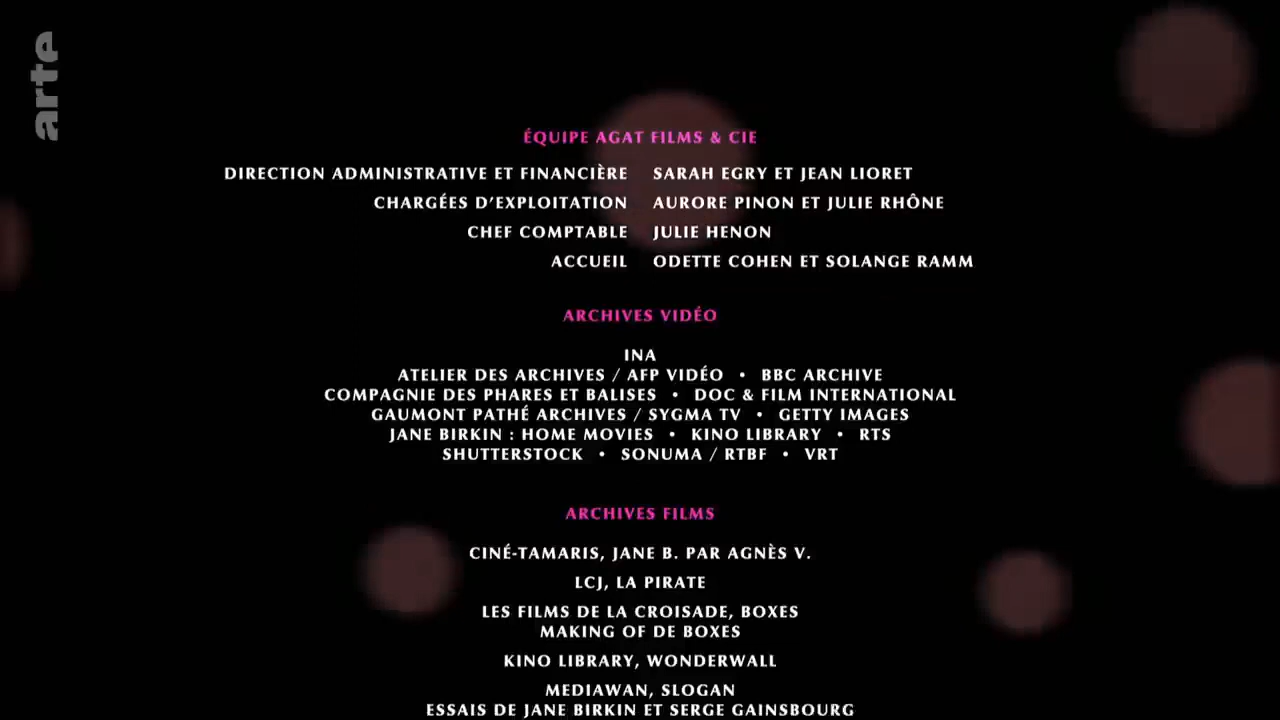 arte
ÉQUIPE AGAT FILMS & CIE
DIRECTION ADMINISTRATIVE ET FINANCIÈRE SARAH EGRY ET JEAN LIORET
CHARGÉES D'EXPLOITATION AURORE PINON ET JULIE RHÔNE
CHEF COMPTABLE JULIE HENON
ACCUEIL ODETTE COHEN ET SOLANGE RAMM
ARCHIVES VIDÉO
INA
ATELIER DES ARCHIVES / AFP VIDÉO • BBC ARCHIVE
COMPAGNIE DES PHARES ET BALISES • DOC & FILM INTERNATIONAL
GAUMONT PATHÉ ARCHIVES / SYGMA TV • GETTY IMAGES
JANE BIRKIN : HOME MOVIES • KINO LIBRARY • RTS
SHUTTERSTOCK • SONUMA / RTBF • VRT
ARCHIVES FILMS
CINÉ-TAMARIS, JANE B. PAR AGNÈS V.
LCJ, LA PIRATE
LES FILMS DE LA CROISADE, BOXES
MAKING OF DE BOXES
KINO LIBRARY, WONDERWALL
MEDIAWAN, SLOGAN
ESSAIS DE JANE BIRKIN ET SERGE GAINSBOURG